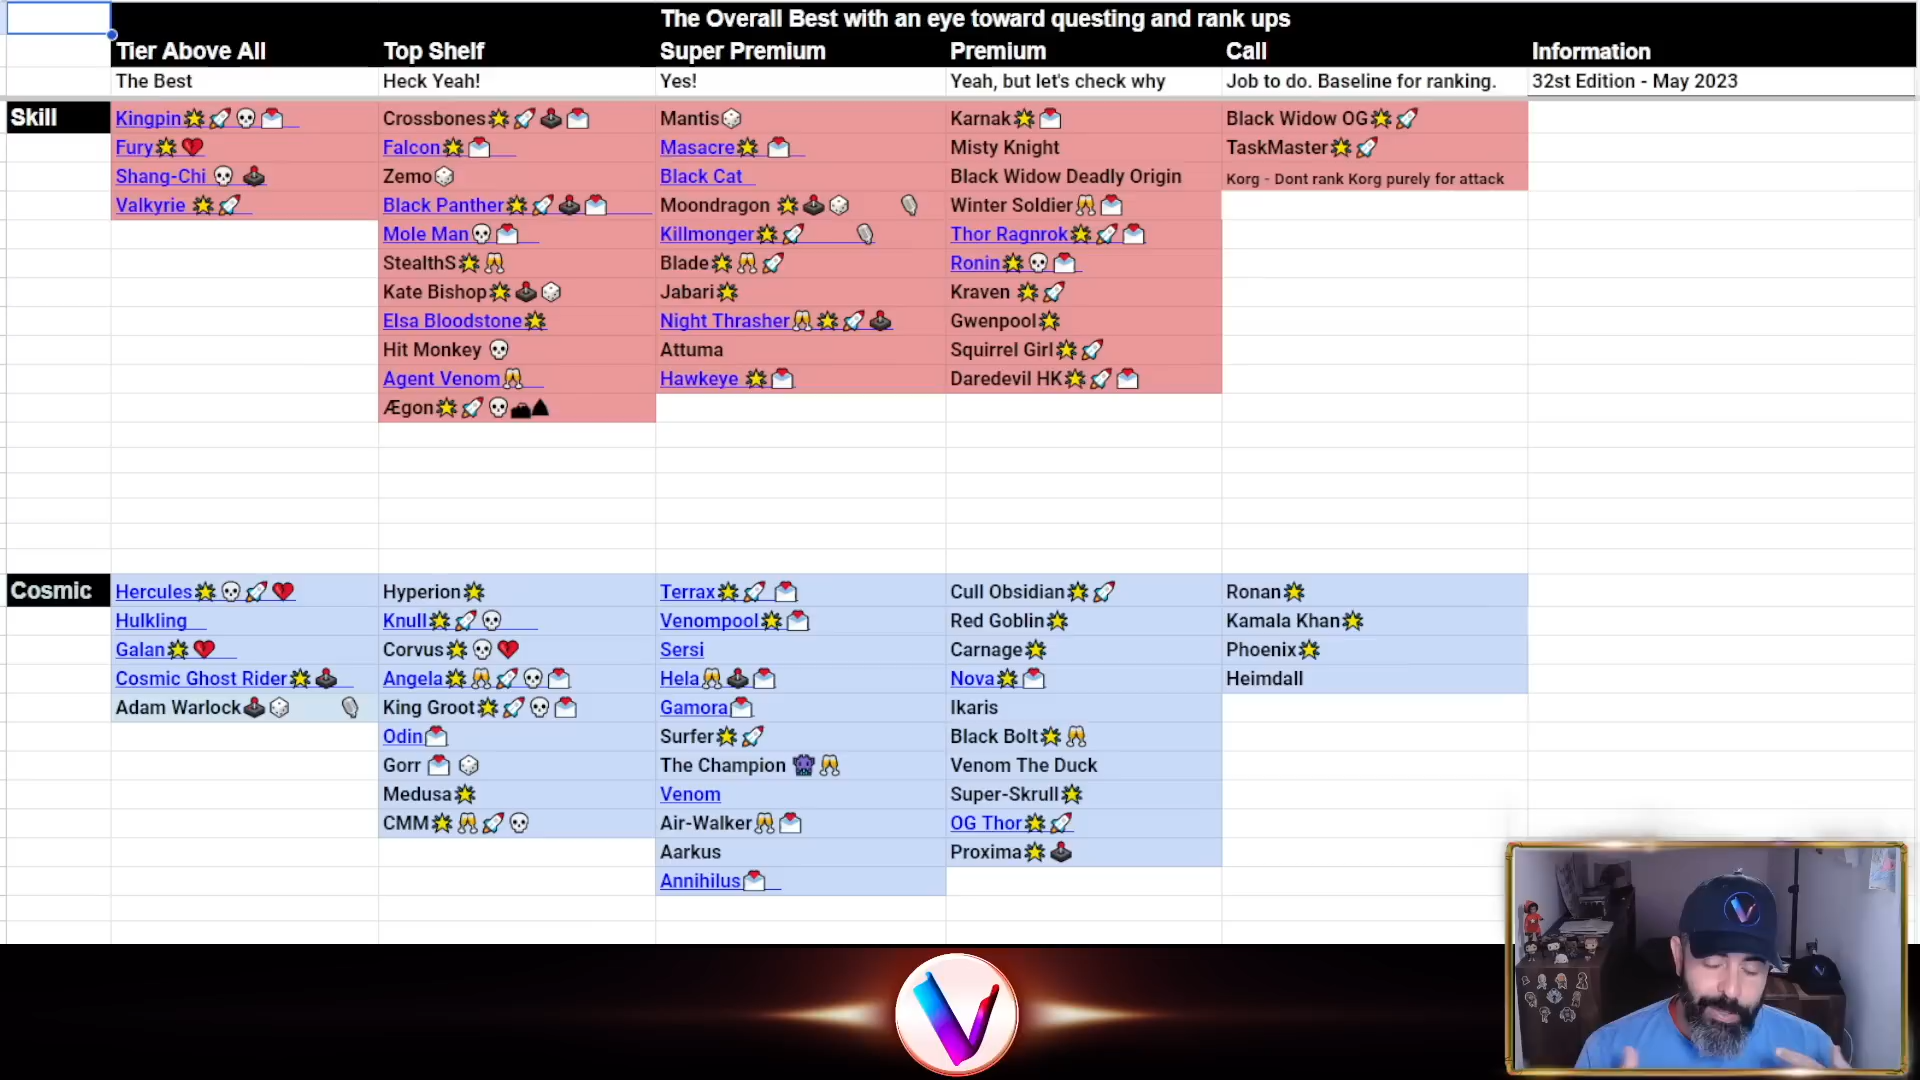 The Overall Best with an eye toward questing and rank ups
Tier Above All Top Shelf Super Premium Premium Call Information
The Best Heck Yeah! Yes! Yeah, but let's check why Job to do. Baseline for ranking. 32st Edition - May 2023
Skill Kingpin Crossbones Mantis Karnak Black Widow OG
Fury Falcon Masacre Misty Knight TaskMaster
Shang-Chi Zemo Black Cat Black Widow Deadly Origin Korg - Dont rank Korg purely for attack
Valkyrie Black Panther Moondragon Winter Soldier
Mole Man Killmonger Thor Ragnrok
StealthS Blade Ronin
Kate Bishop Jabari Kraven
Elsa Bloodstone Night Thrasher Gwenpool
Hit Monkey Attuma Squirrel Girl
Agent Venom Hawkeye Daredevil HK
Ægon
Cosmic Hercules Hyperion Terrax Cull Obsidian Ronan
Hulkling Knull Venompool Red Goblin Kamala Khan
Galan Corvus Sersi Carnage Phoenix
Cosmic Ghost Rider Angela Hela Nova Heimdall
Adam Warlock King Groot Gamora Ikaris
Odin Surfer Black Bolt
Gorr The Champion Venom The Duck
Medusa Venom Super-Skrull
CMM Air-Walker OG Thor
Aarkus Proxima
Annihilus